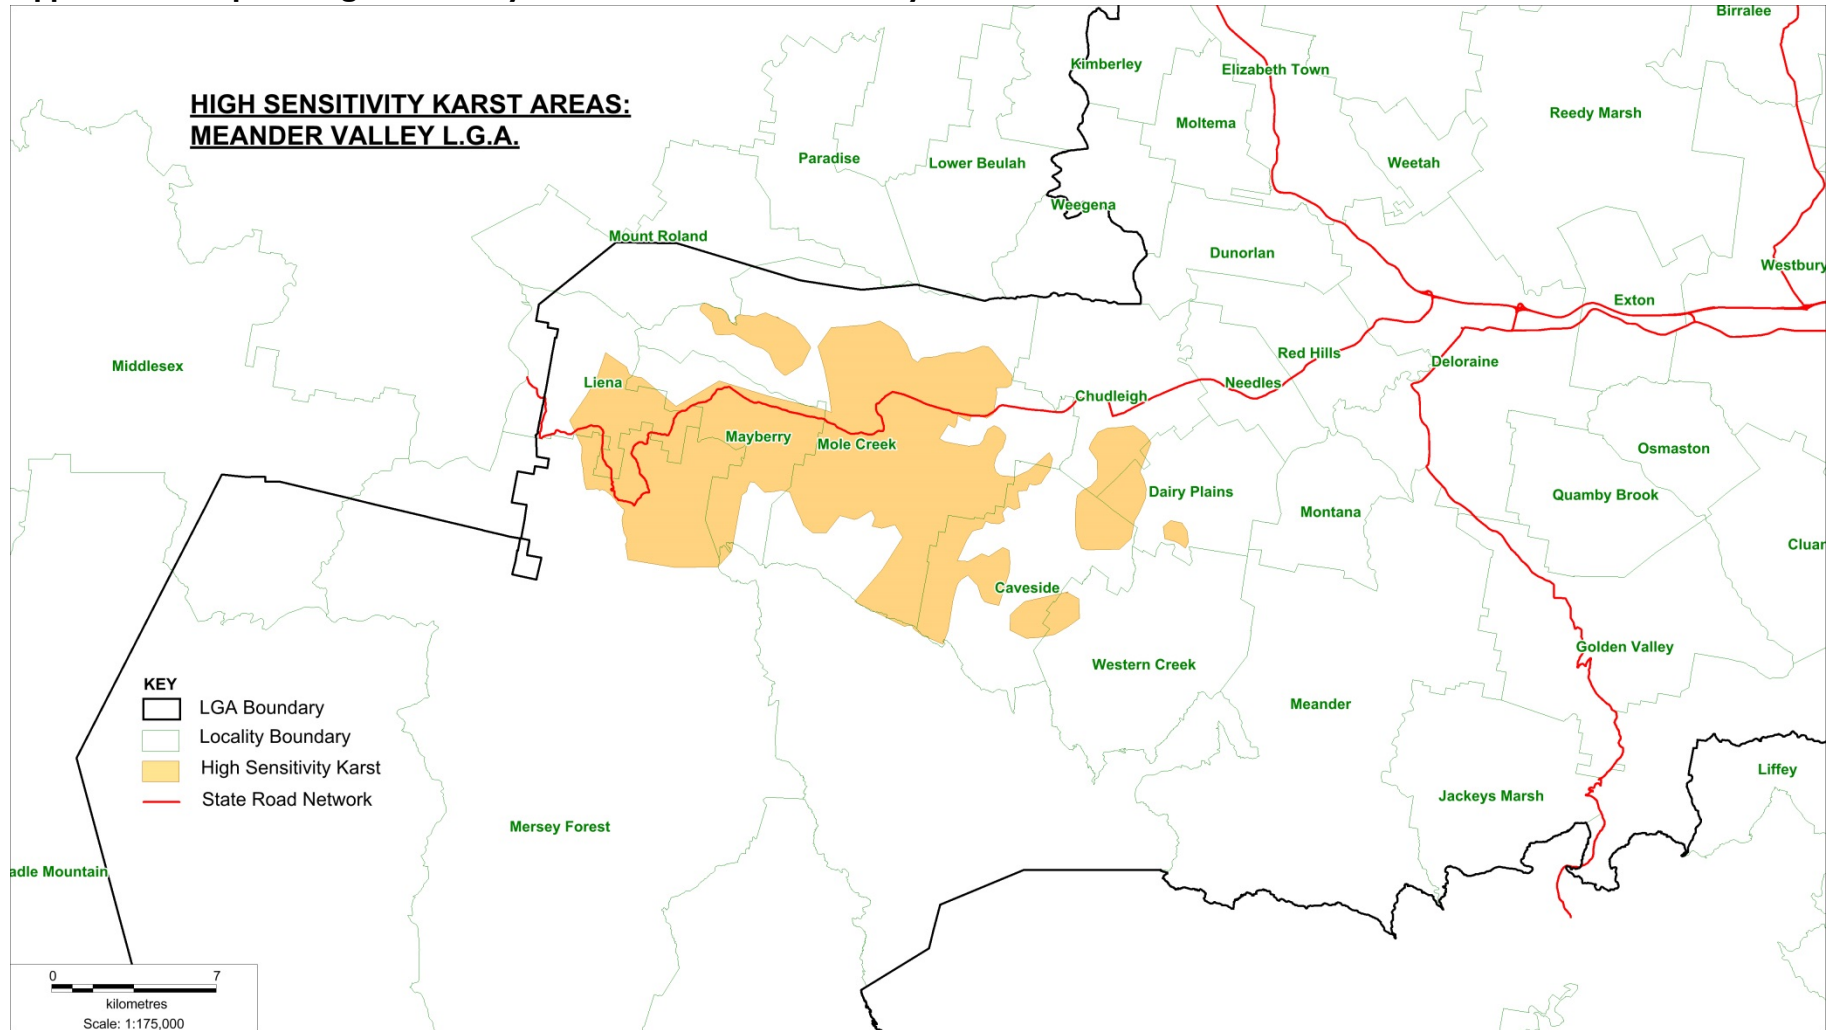 HIGH SENSITIVITY KARST AREAS:
MEANDER VALLEY L.G.A.
Birralee
Kimberley
Elizabeth Town
Reedy Marsh
Moltema
Paradise
Lower Beulah
Weetah
Weegena
Mount Roland
Dunorlan
Westbury
Exton
Red Hills
Deloraine
Middlesex
Liena
Needles
Chudleigh
Mayberry
Mole Creek
Osmaston
Dairy Plains
Quamby Brook
Montana
Cluan
Caveside
Golden Valley
Western Creek
KEY
LGA Boundary
Locality Boundary
High Sensitivity Karst
State Road Network
Meander
Liffey
Jackeys Marsh
Mersey Forest
adle Mountain
0 7
kilometres
Scale: 1:175,000